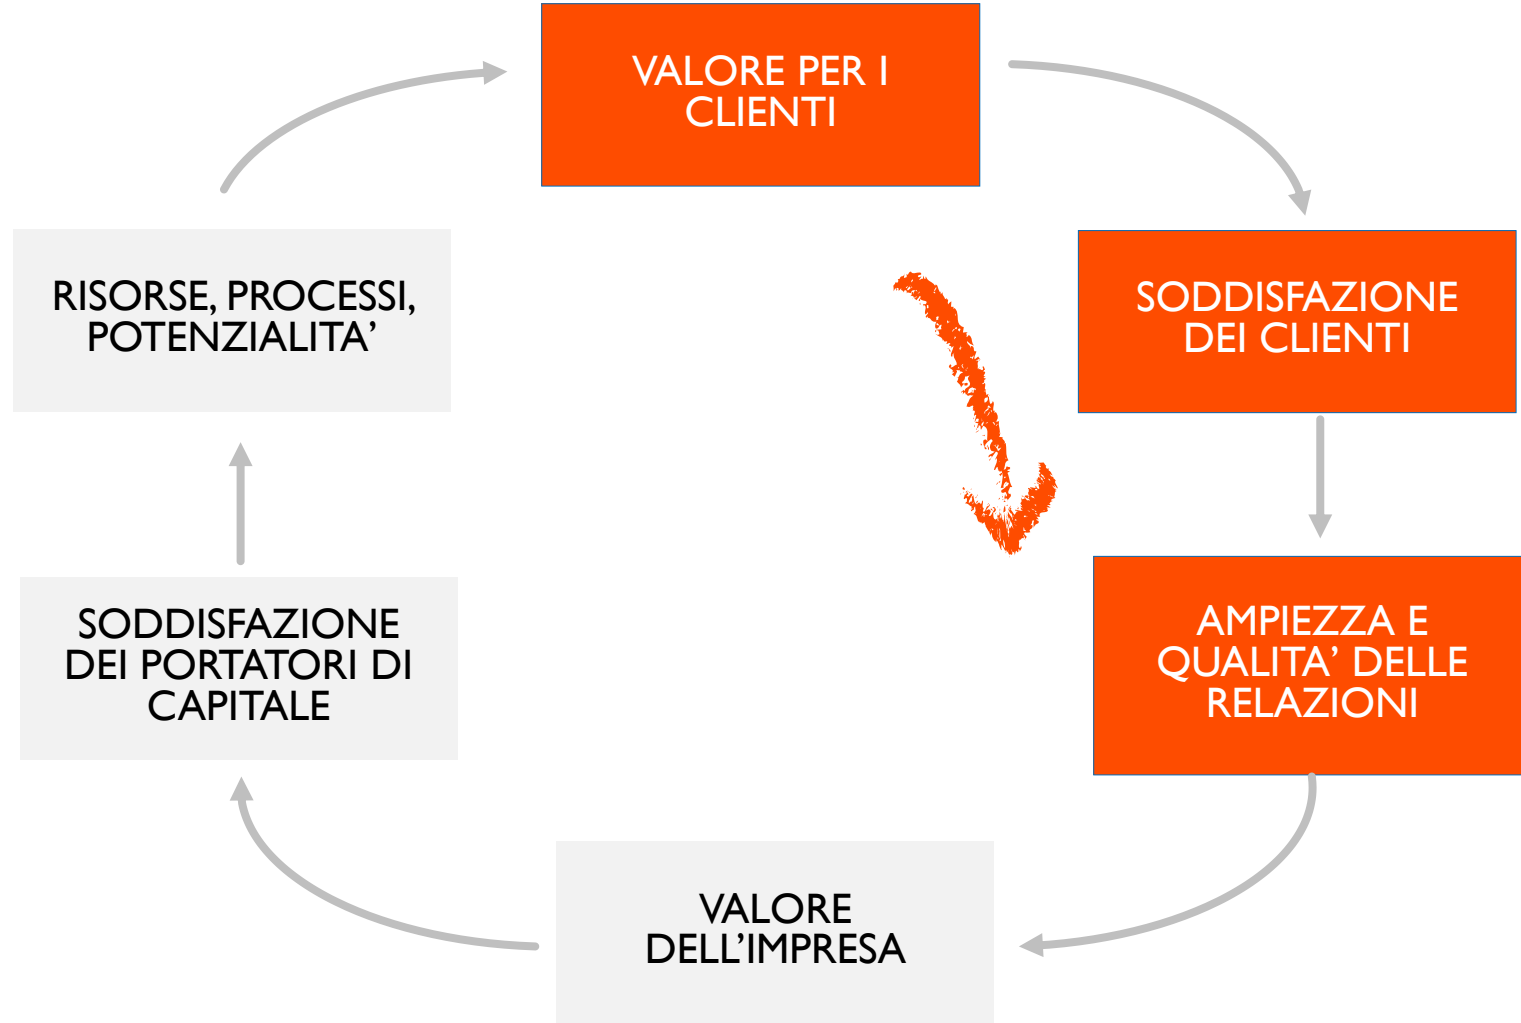 VALORE PER I
CLIENTI
SODDISFAZIONE
DEI CLIENTI
AMPIEZZA E
QUALITA’ DELLE
RELAZIONI
VALORE
DELL’IMPRESA
SODDISFAZIONE
DEI PORTATORI DI
CAPITALE
RISORSE, PROCESSI,
POTENZIALITA’